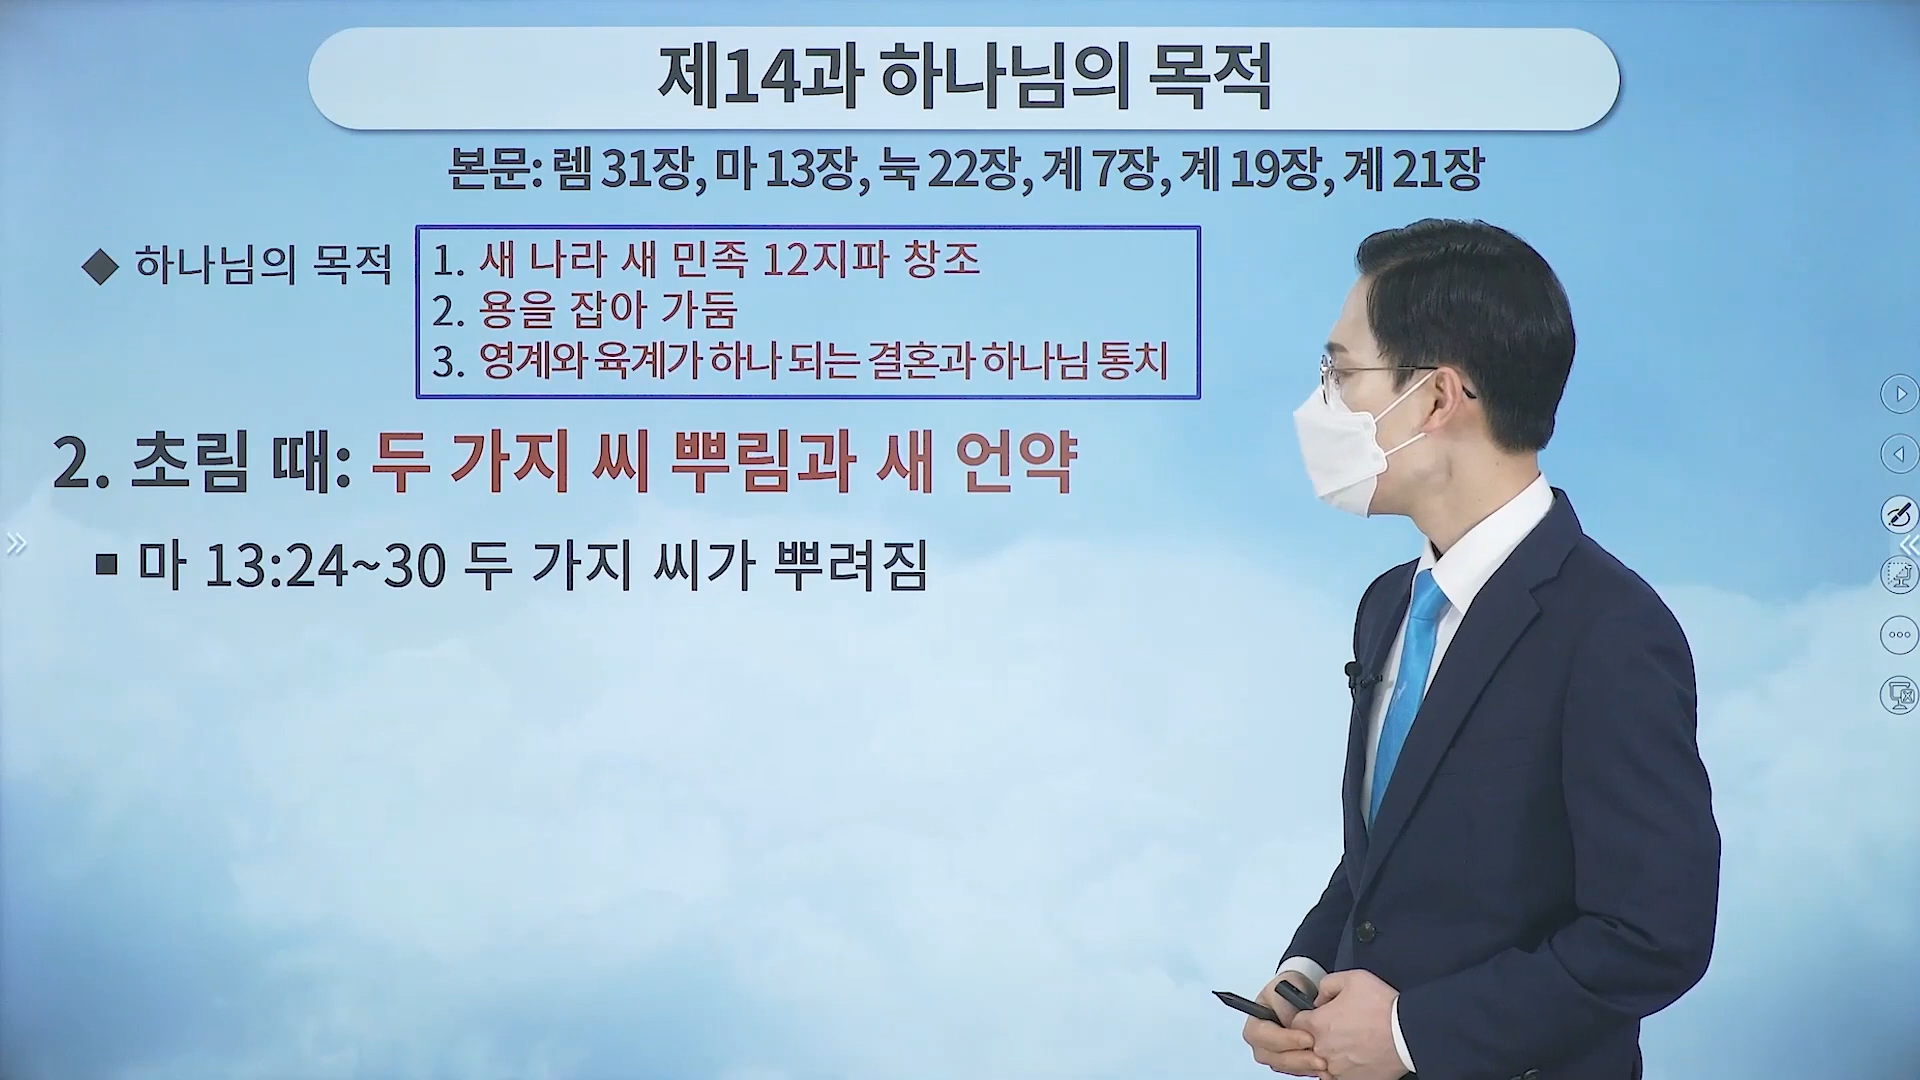 제14과 하나님의 목적
본문: 렘 31장, 마 13장, 눅 22장, 계 7장, 계 19장, 계 21장
◆ 하나님의 목적
1. 새 나라 새 민족 12지파 창조
2. 용을 잡아 가둠
3. 영계와 육계가 하나 되는 결혼과 하나님 통치
2. 초림 때: 두 가지 씨 뿌림과 새 언약
▪ 마 13:24~30 두 가지 씨가 뿌려짐